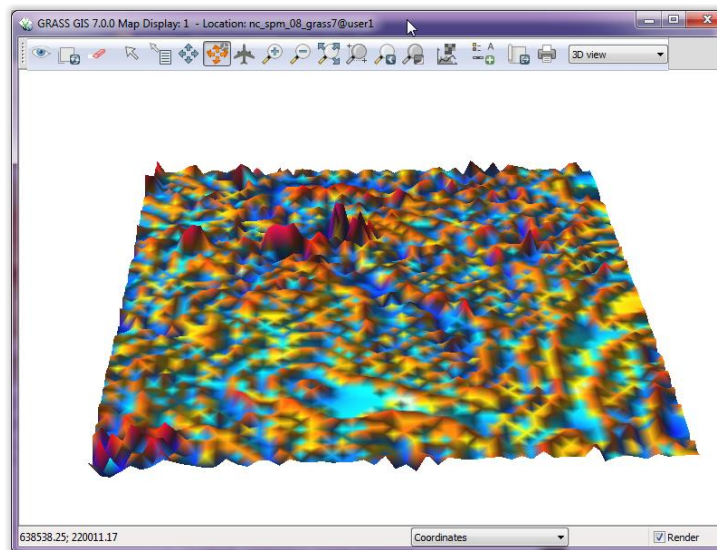 GRASS GIS 7.0.0 Map Display: 1 - Location: nc_spm_08_grass7@user1
3D view
638538.25; 220011.17
Coordinates
Render